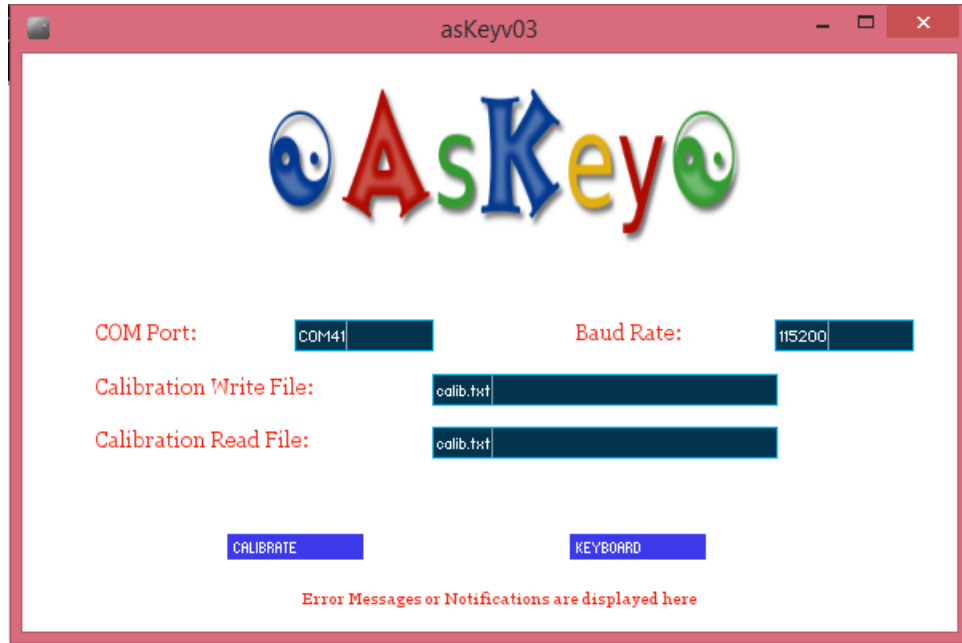 asKeyv03
AsKey
COM Port: COM41 Baud Rate: 115200
Calibration Write File: calib.txt
Calibration Read File: calib.txt
CALIBRATE KEYBOARD
Error Messages or Notifications are displayed here